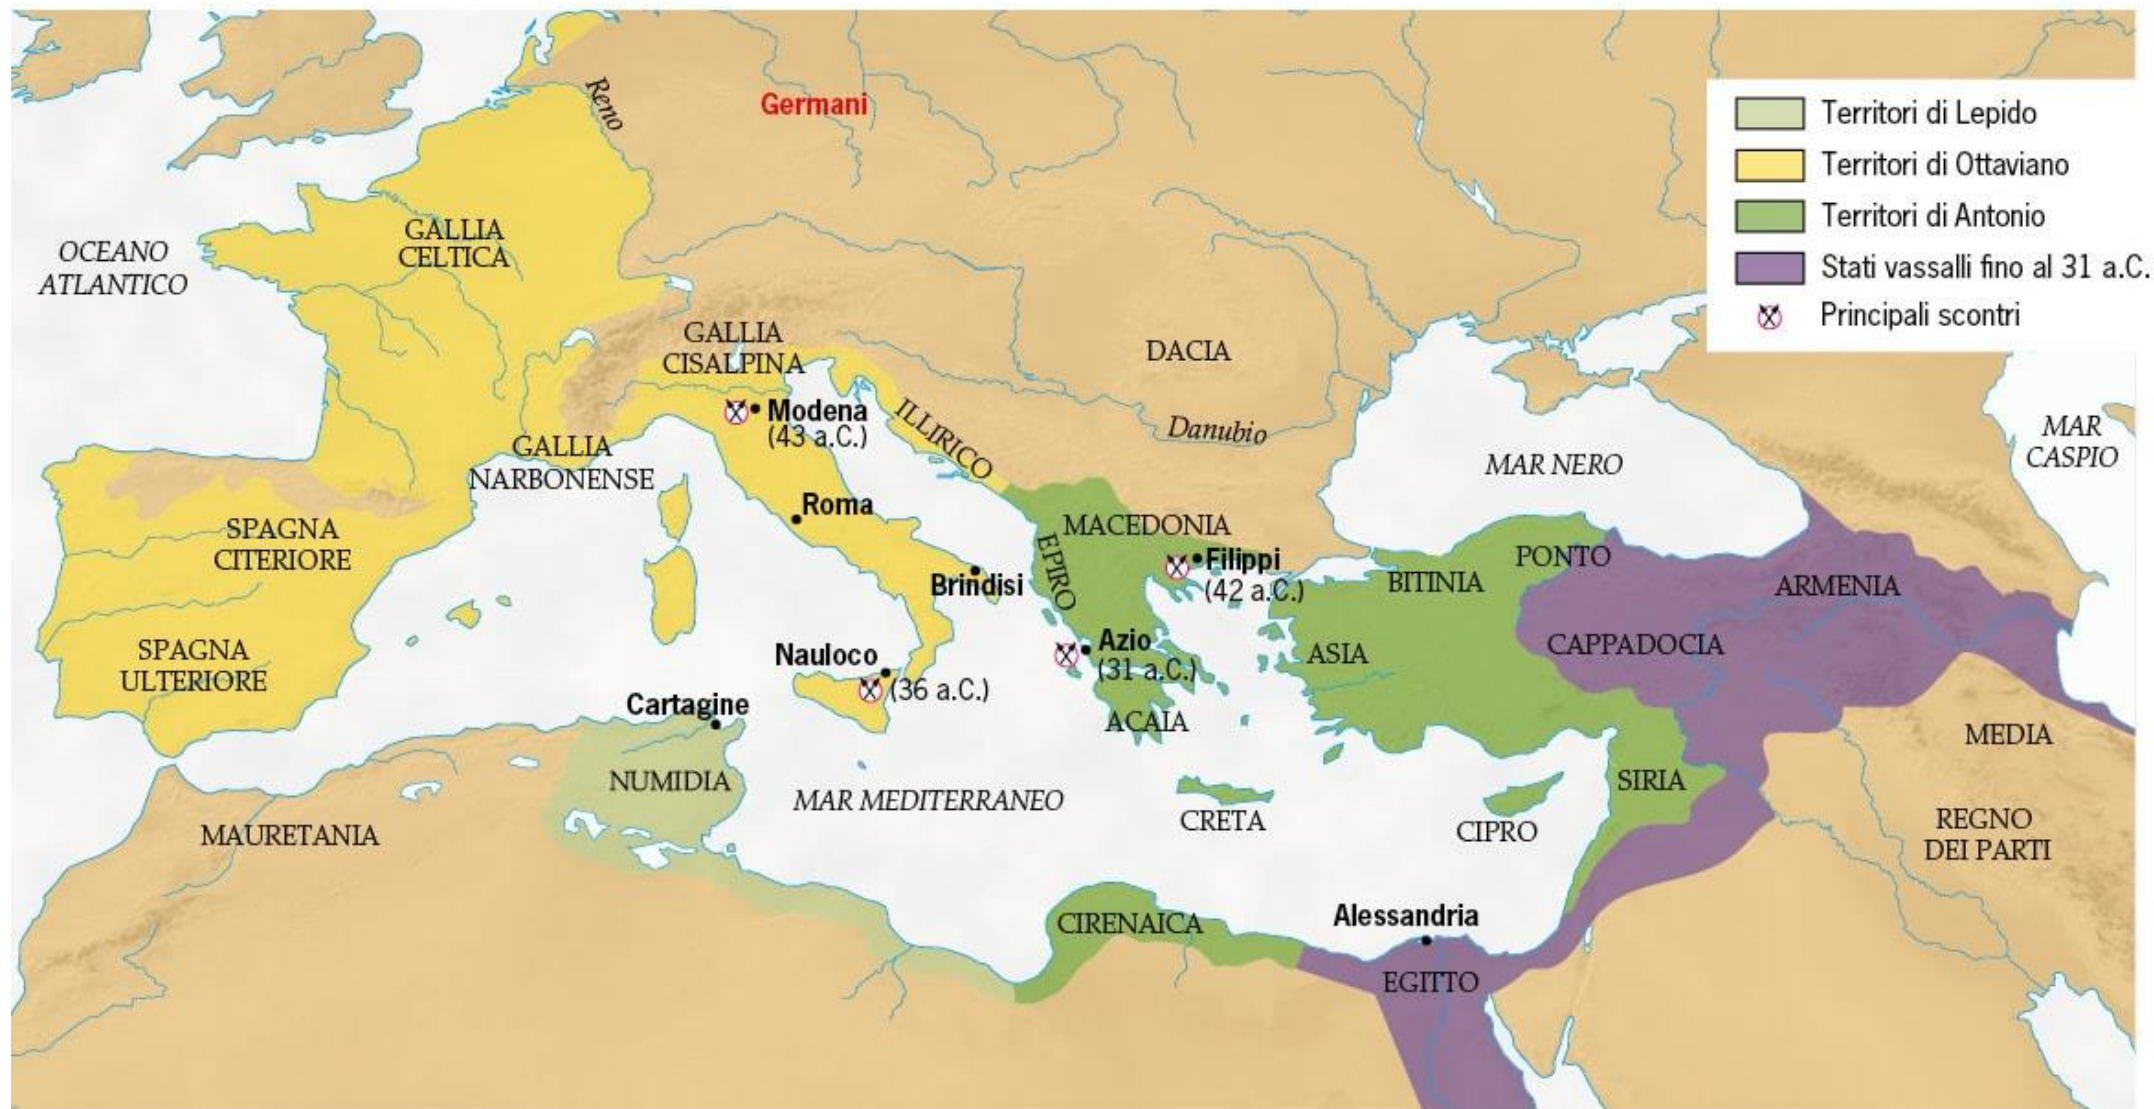 Reno
Germani
Territori di Lepido
Territori di Ottaviano
Territori di Antonio
Stati vassalli fino al 31 a.C.
Principali scontri
OCEANO
ATLANTICO
GALLIA
CELTICA
GALLIA
CISALPINA
DACIA
Modena
(43 a.C.)
ILLIRICO
Danubio
MAR
CASPIO
GALLIA
NARBONENSE
MAR NERO
Roma
SPAGNA
CITERIORE
MACEDONIA
EPIRO
Filippi
(42 a.C.)
PONTO
BITINIA
ARMENIA
Brindisi
SPAGNA
ULTERIORE
Nauloco
(36 a.C.)
Azio
(31 a.C.)
ASIA
CAPPADOCIA
Cartagine
ACAIA
MEDIA
NUMIDIA
MAR MEDITERRANEO
SIRIA
MAURETANIA
CRETA
CIPRO
REGNO
DEI PARTI
CIRENAICA
Alessandria
EGITTO